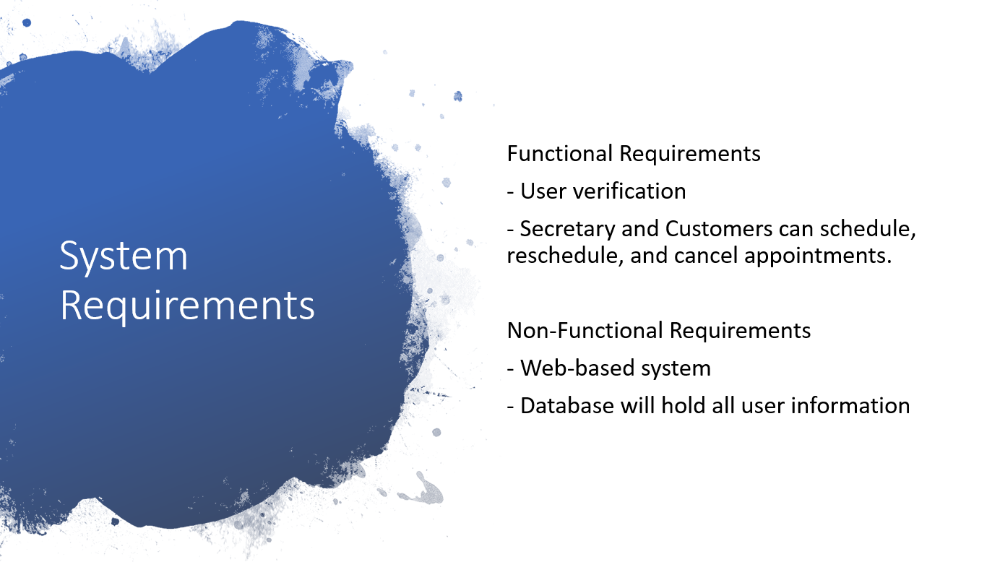 System
Requirements
Functional Requirements
- User verification
- Secretary and Customers can schedule,
reschedule, and cancel appointments.
Non-Functional Requirements
- Web-based system
- Database will hold all user information